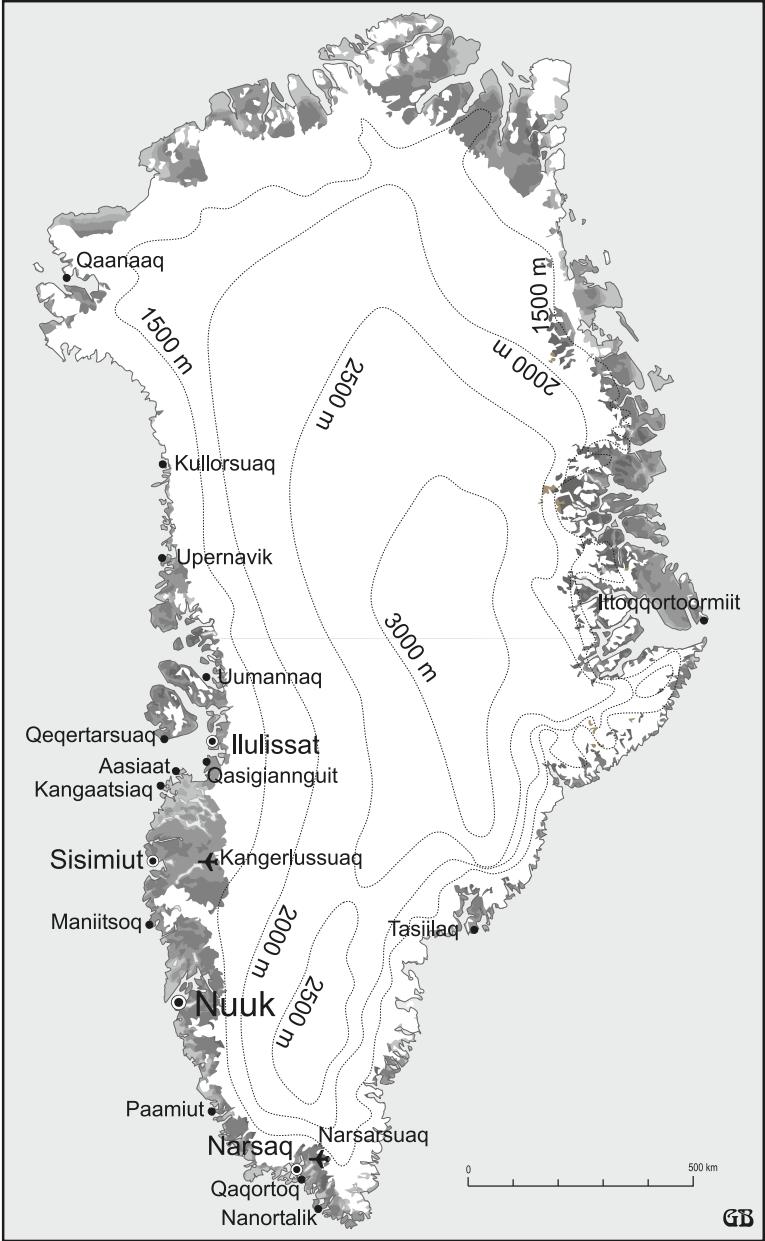 Qaanaaq
1500 m
1500 m
2000 m
2500 m
Kullorsuaq
Upernavik
Ittoqqortoormiit
3000 m
Uumannaq
Qeqertarsuaq
Ilulissat
Aasiaat
Qasigiannguit
Kangaatsiaq
Sisimiut
Kangerlussuaq
Maniitsoq
2000 m
Tasiilaq
Nuuk
2500 m
Paamiut
Narsarsuaq
Narsaq
0
500 km
Qaqortoq
Nanortalik
GB